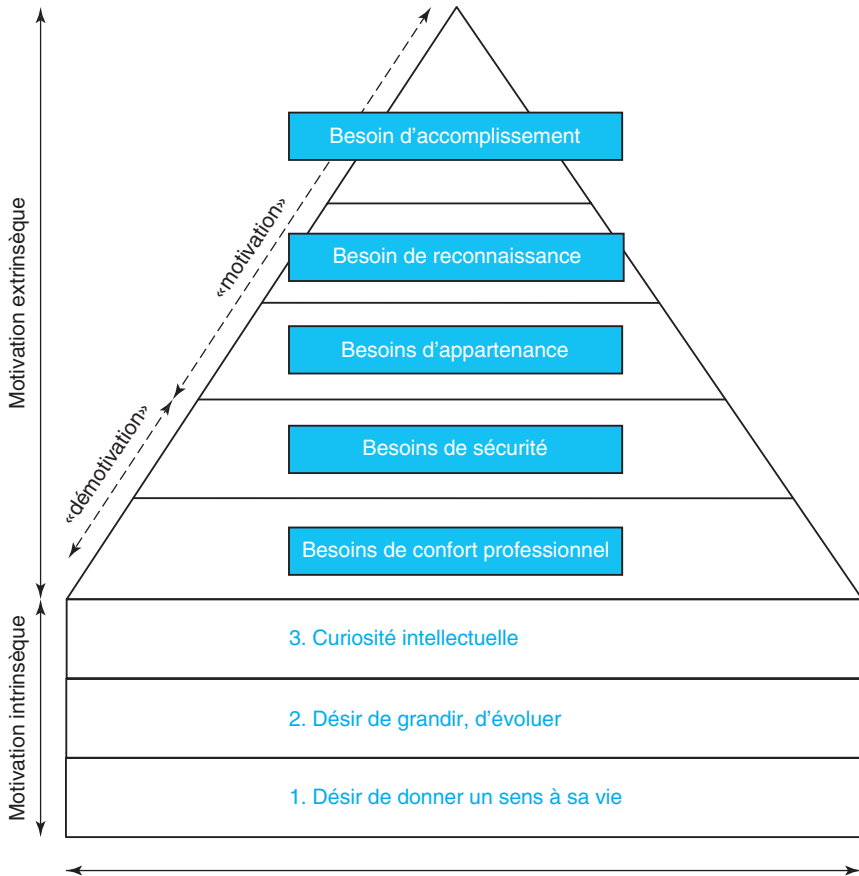 Besoin d'accomplissement
Besoin de reconnaissance
Besoins d'appartenance
Besoins de sécurité
Besoins de confort professionnel
3. Curiosité intellectuelle
2. Désir de grandir, d'évoluer
1. Désir de donner un sens à sa vie
Motivation extrinsèque
Motivation intrinsèque
«motivation»
«démotivation»